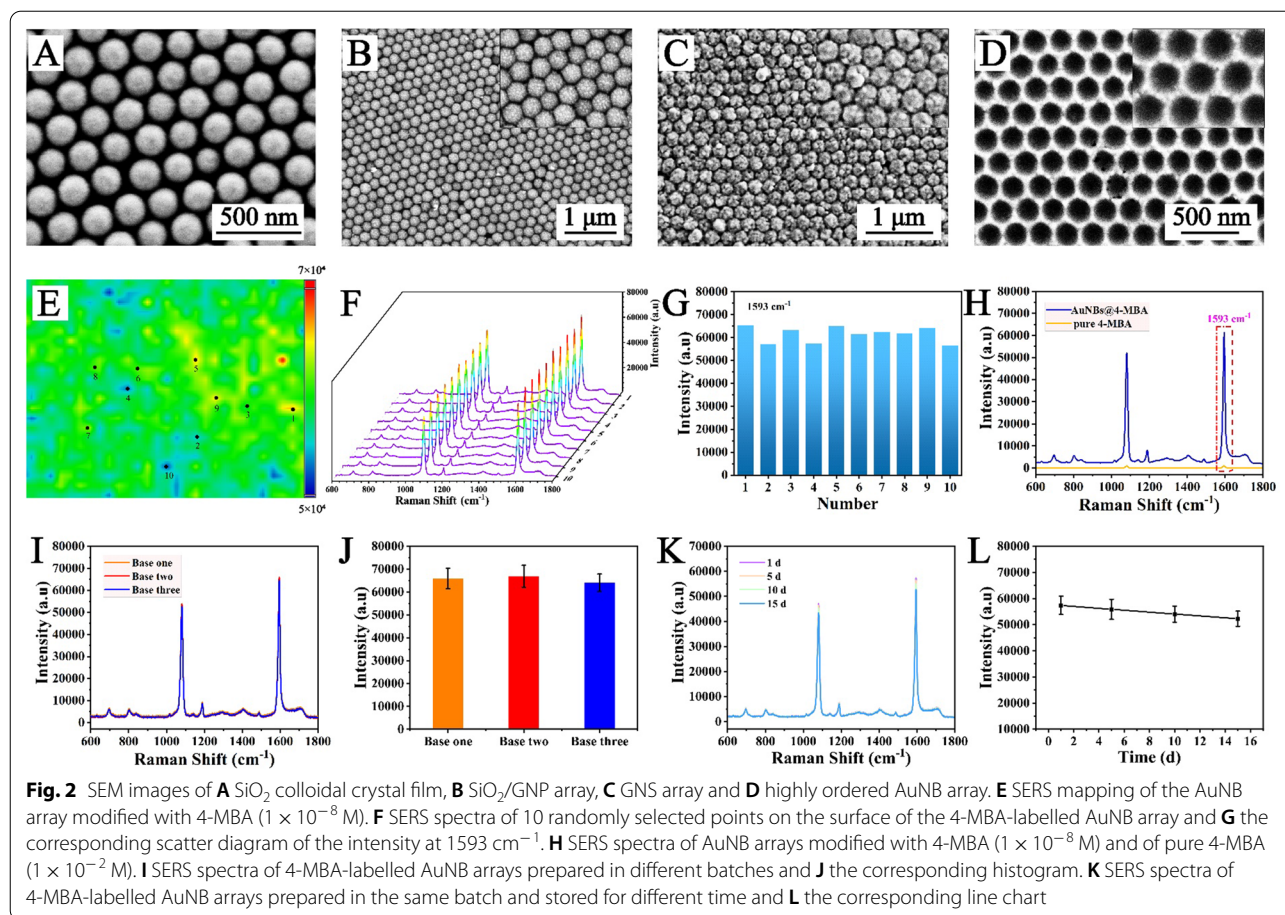 A
500 nm
B
1 μm
C
1 μm
D
500 nm
E
7×10⁴
5×10⁴
1
2
3
4
5
6
7
8
9
10
F
80000
60000
40000
20000
Intensity (a.u)
600 800 1000 1200 1400 1600 1800
Raman Shift (cm⁻¹)
1
2
3
4
5
6
7
8
9
10
G
1593 cm⁻¹
80000
70000
60000
50000
40000
30000
20000
10000
0
Intensity (a.u)
1 2 3 4 5 6 7 8 9 10
Number
H
AuNBs@4-MBA
pure 4-MBA
1593 cm⁻¹
80000
70000
60000
50000
40000
30000
20000
10000
0
Intensity (a.u)
600 800 1000 1200 1400 1600 1800
Raman Shift (cm⁻¹)
I
Base one
Base two
Base three
80000
70000
60000
50000
40000
30000
20000
10000
0
Intensity (a.u)
600 800 1000 1200 1400 1600 1800
Raman Shift (cm⁻¹)
J
80000
70000
60000
50000
40000
30000
20000
10000
0
Intensity (a.u)
Base one Base two Base three
K
1 d
5 d
10 d
15 d
80000
70000
60000
50000
40000
30000
20000
10000
0
Intensity (a.u)
600 800 1000 1200 1400 1600 1800
Raman Shift (cm⁻¹)
L
80000
70000
60000
50000
40000
30000
20000
10000
Intensity (a.u)
0 2 4 6 8 10 12 14 16
Time (d)
Fig. 2 SEM images of A SiO₂ colloidal crystal film, B SiO₂/GNP array, C GNS array and D highly ordered AuNB array. E SERS mapping of the AuNB
array modified with 4-MBA (1 × 10⁻⁸ M). F SERS spectra of 10 randomly selected points on the surface of the 4-MBA-labelled AuNB array and G the
corresponding scatter diagram of the intensity at 1593 cm⁻¹. H SERS spectra of AuNB arrays modified with 4-MBA (1 × 10⁻⁸ M) and of pure 4-MBA
(1 × 10⁻² M). I SERS spectra of 4-MBA-labelled AuNB arrays prepared in different batches and J the corresponding histogram. K SERS spectra of
4-MBA-labelled AuNB arrays prepared in the same batch and stored for different time and L the corresponding line chart